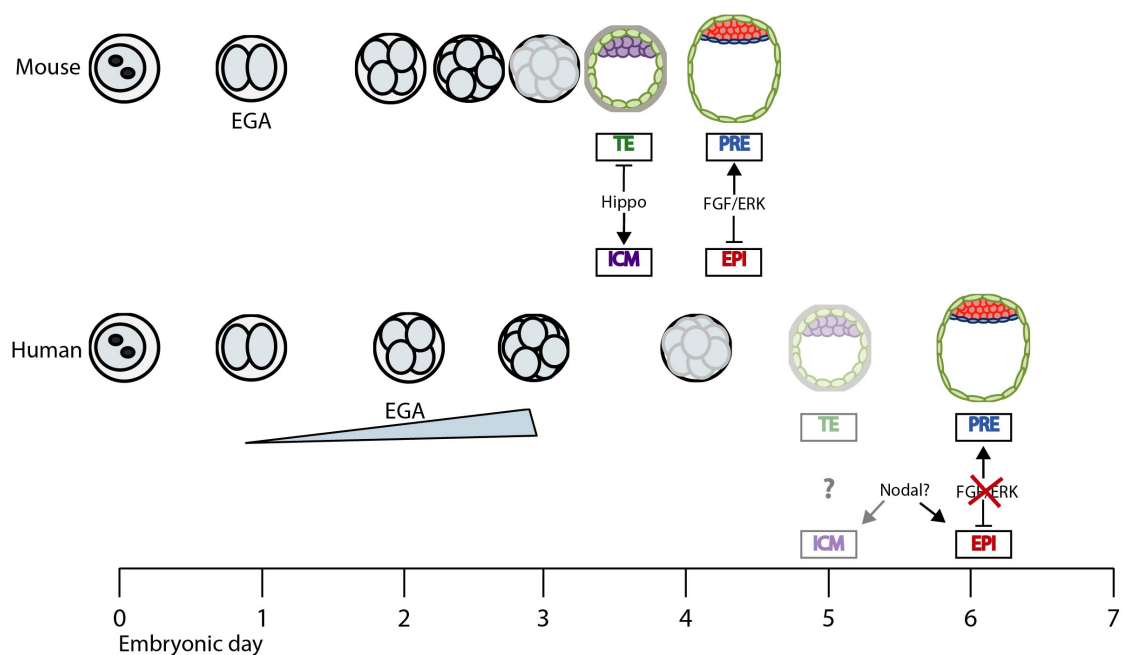 Mouse
EGA
TE
PRE
Hippo
FGF/ERK
ICM
EPI
Human
EGA
TE
PRE
?
Nodal?
FGF/ERK
ICM
EPI
0
1
2
3
4
5
6
7
Embryonic day